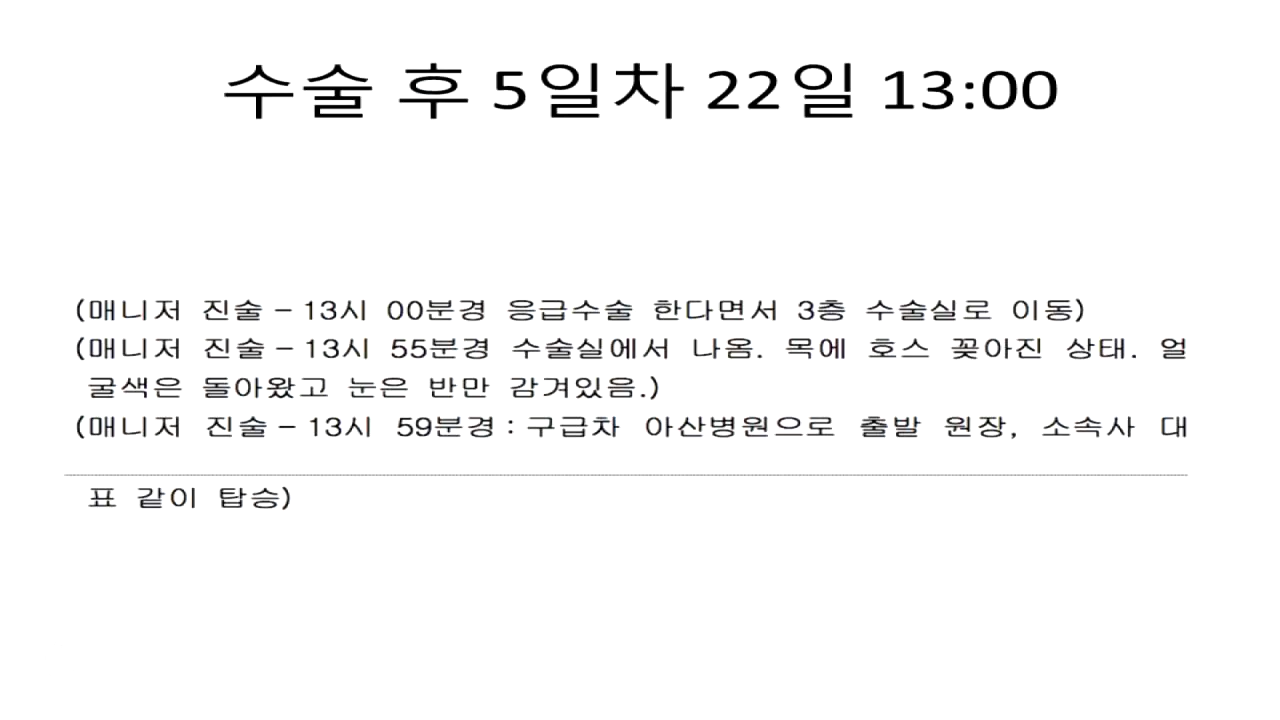 수술 후 5일차 22일 13:00
(매니저 진술 – 13시 00분경 응급수술 한다면서 3층 수술실로 이동)
(매니저 진술 – 13시 55분경 수술실에서 나옴. 목에 호스 꽂아진 상태. 얼
굴색은 돌아왔고 눈은 반만 감겨있음.)
(매니저 진술 – 13시 59분경 : 구급차 아산병원으로 출발 원장, 소속사 대
표 같이 탑승)